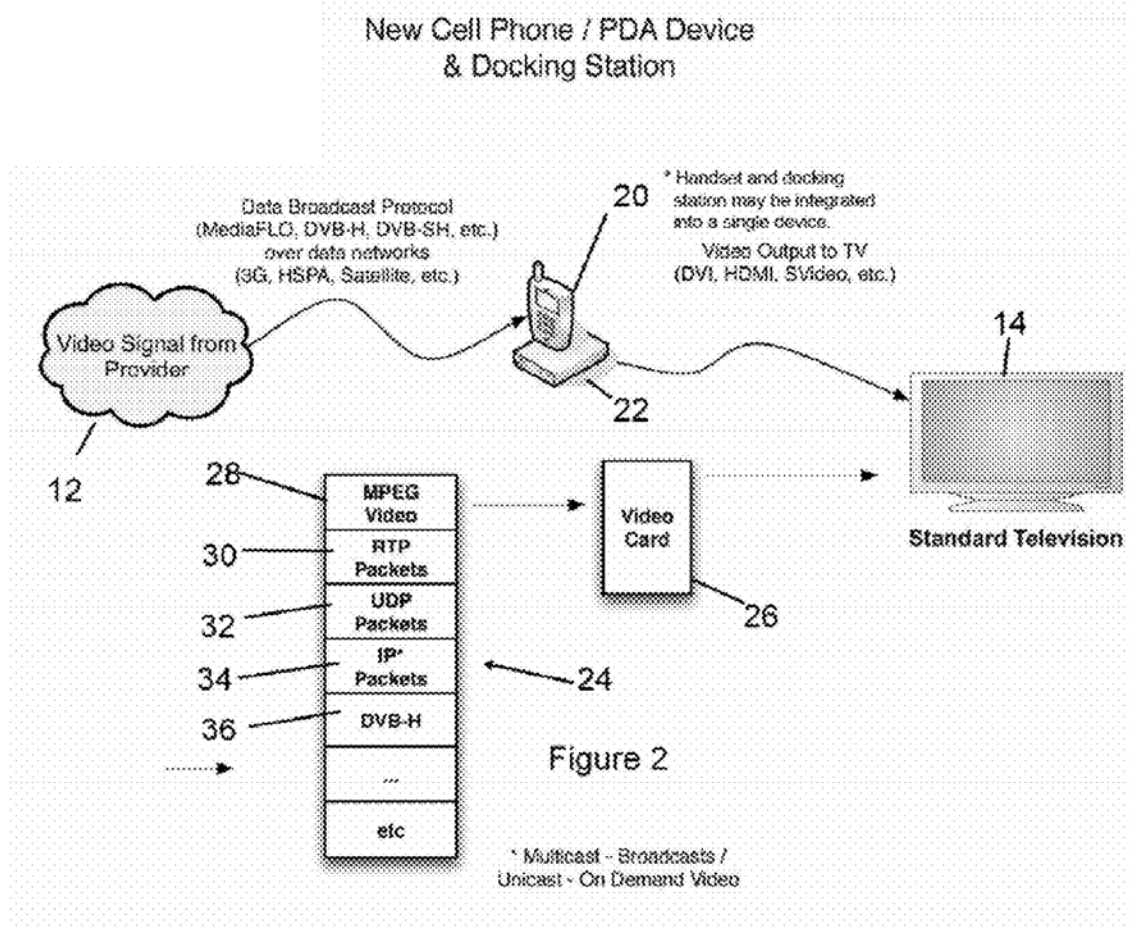 New Cell Phone / PDA Device
& Docking Station
Data Broadcast Protocol
(MediaFLO, DVB-H, DVB-SH, etc.)
over data networks
(3G, HSPA, Satellite, etc.)
20
* Handset and docking
station may be integrated
into a single device.
Video Output to TV
(DVI, HDMI, SVideo, etc.)
Video Signal from
Provider
12
22
14
Standard Television
28
MPEG
Video
30
RTP
Packets
32
UDP
Packets
34
IP*
Packets
36
DVB-H
...
etc
24
Video
Card
26
Figure 2
* Multicast - Broadcasts /
Unicast - On Demand Video